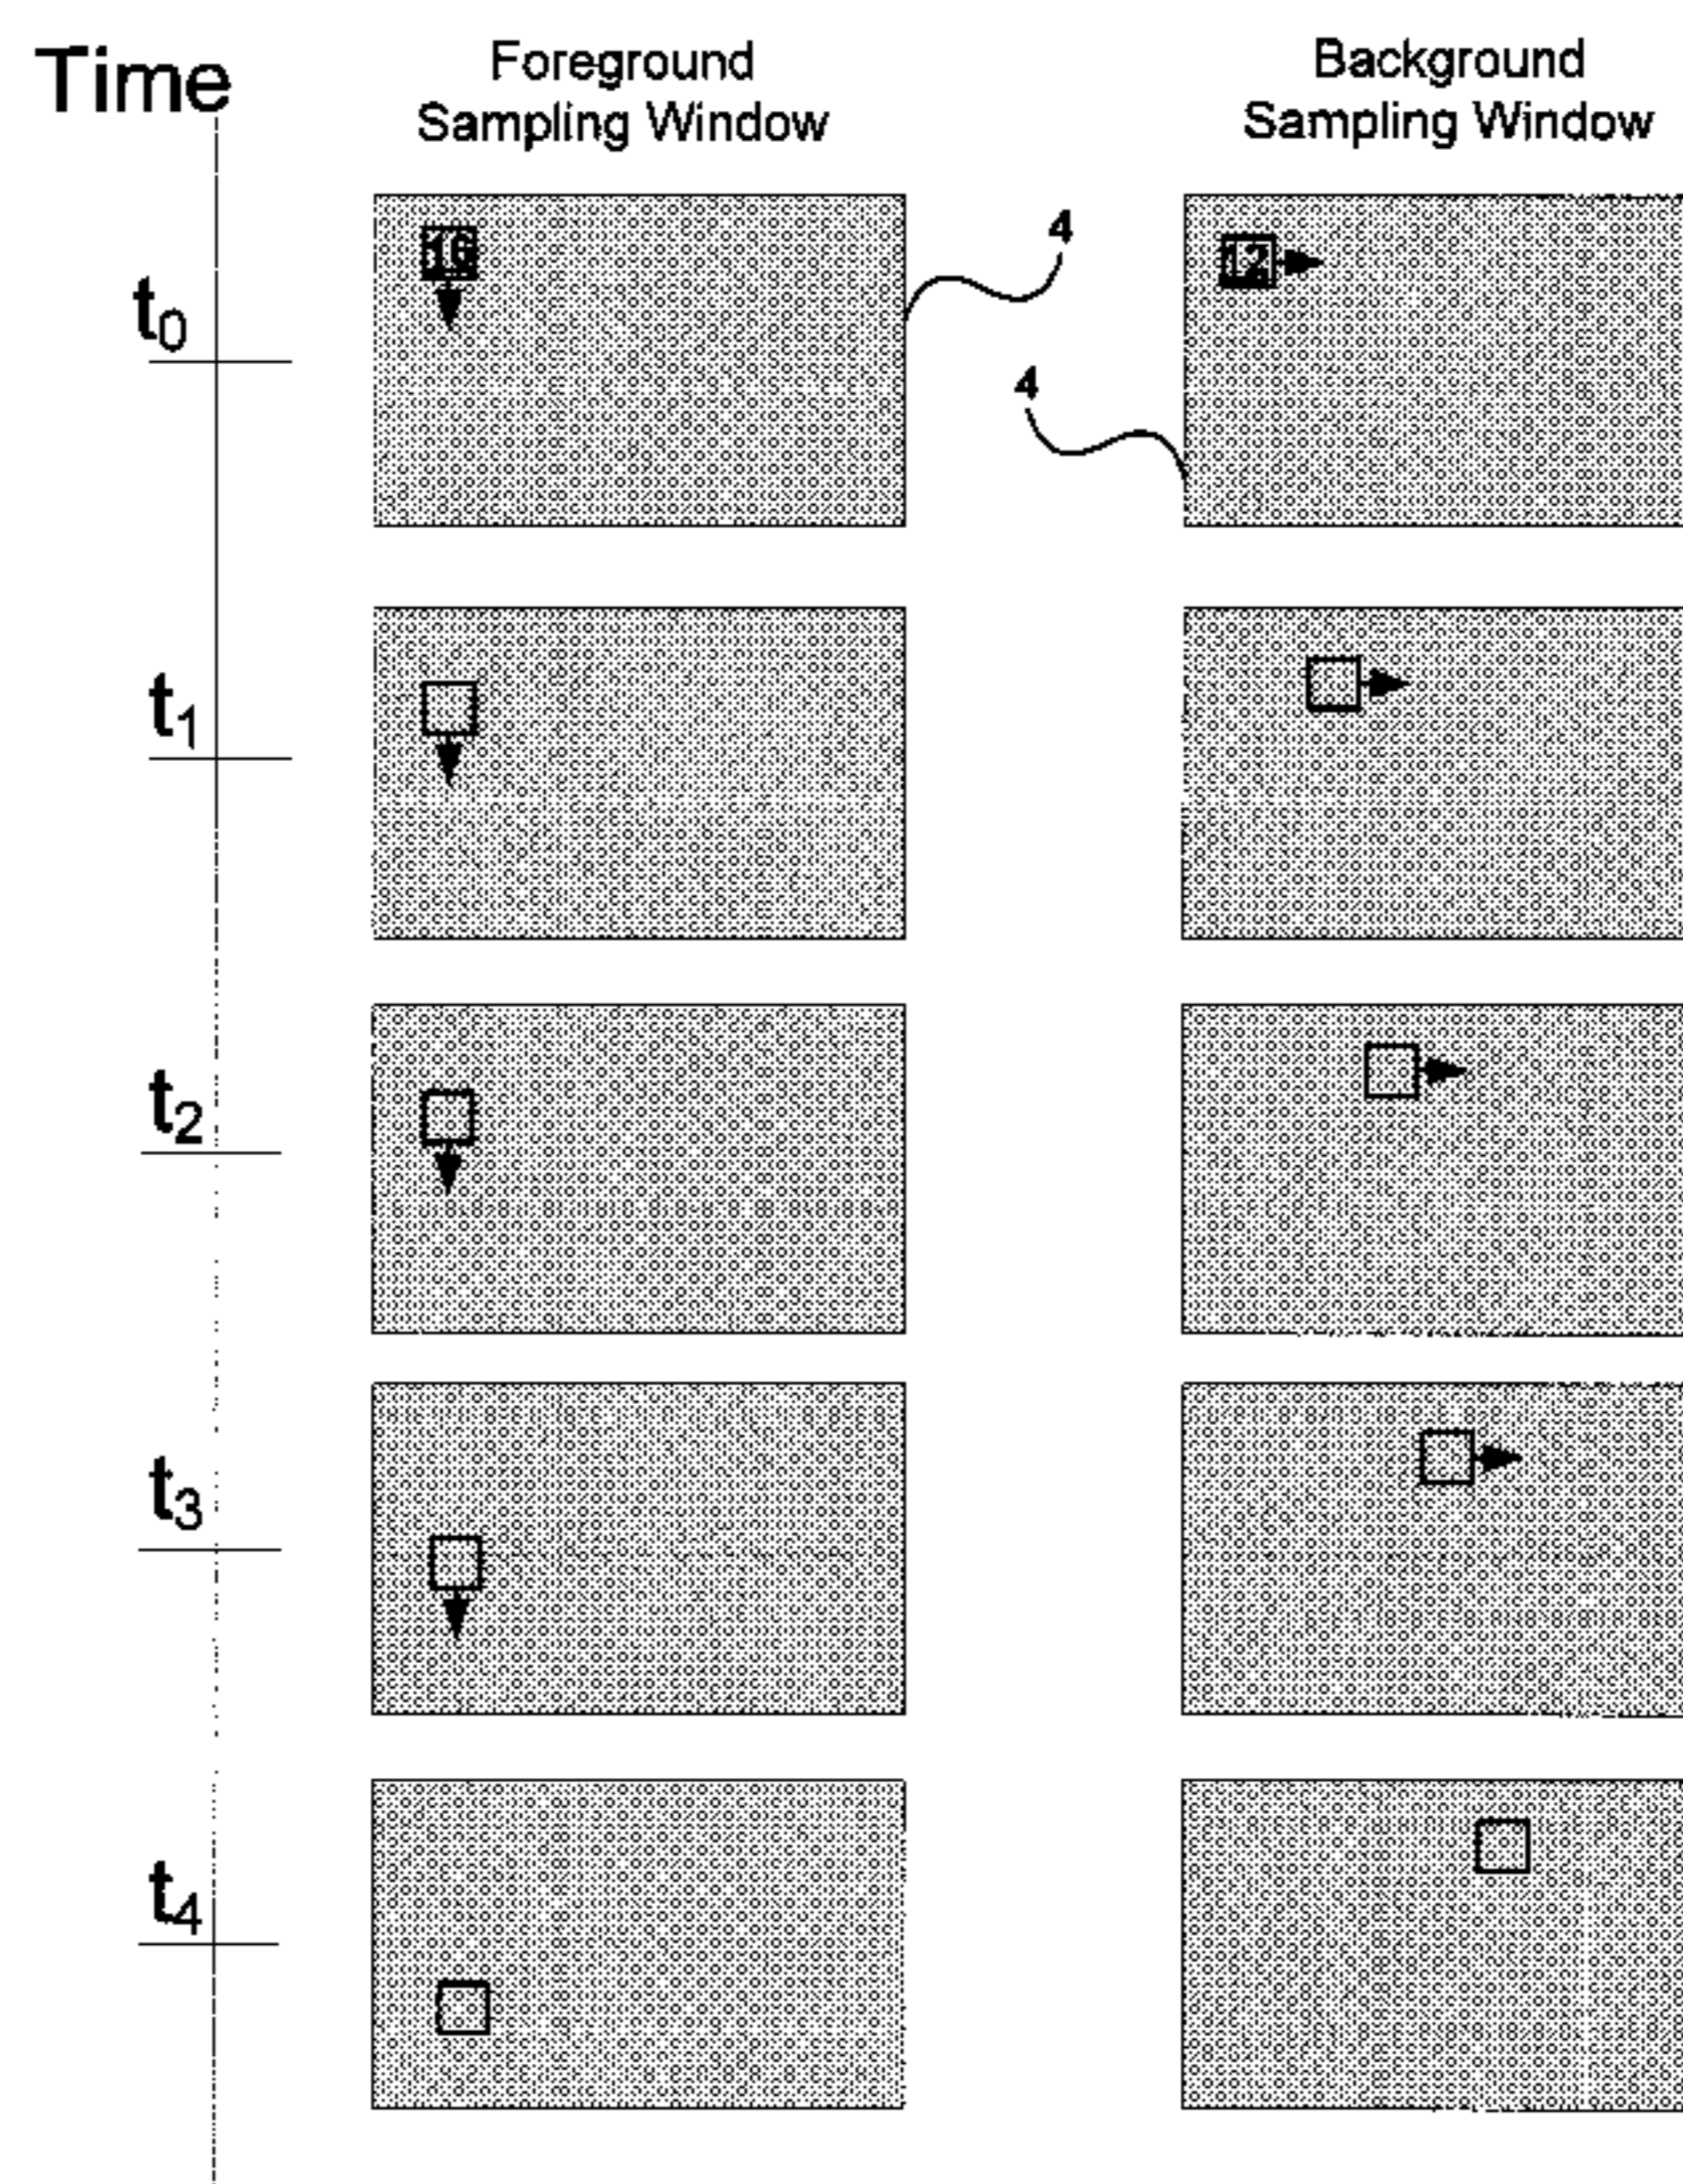 Time
Foreground
Sampling Window
Background
Sampling Window
16
4
12
t0
4
t1
t2
t3
t4